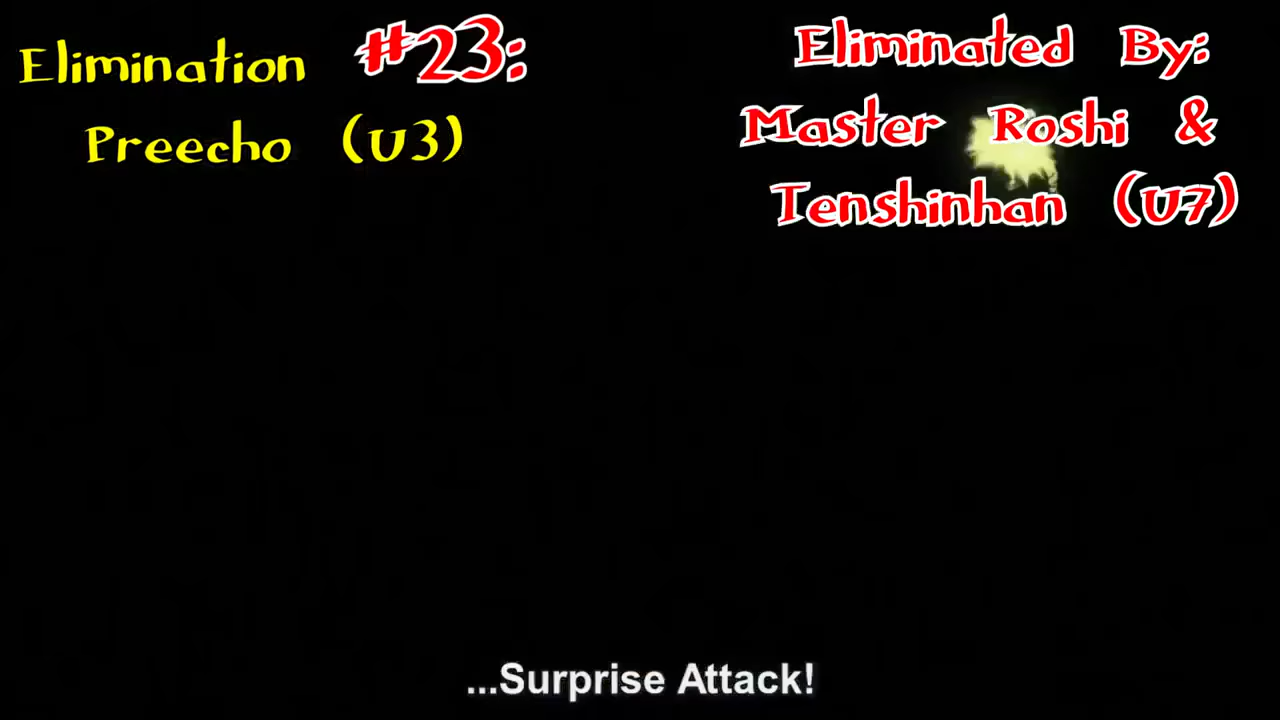 Elimination #23:
Preecho (U3)
Eliminated By:
Master Roshi &
Tenshinhan (U7)
...Surprise Attack!